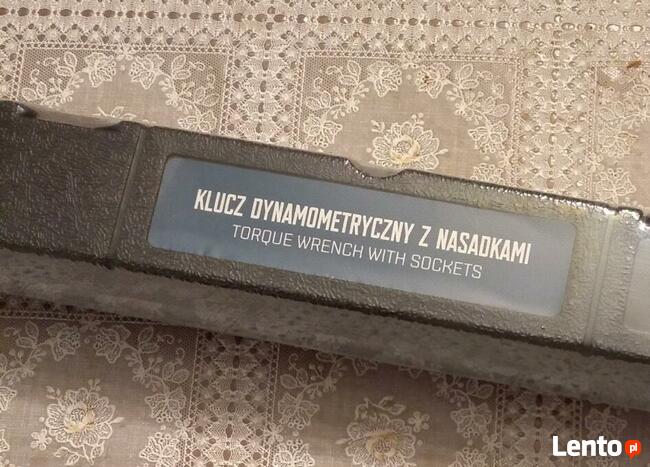 KLUCZ DYNAMOMETRYCZNY Z NASADKAMI
TORQUE WRENCH WITH SOCKETS
Lento.pl